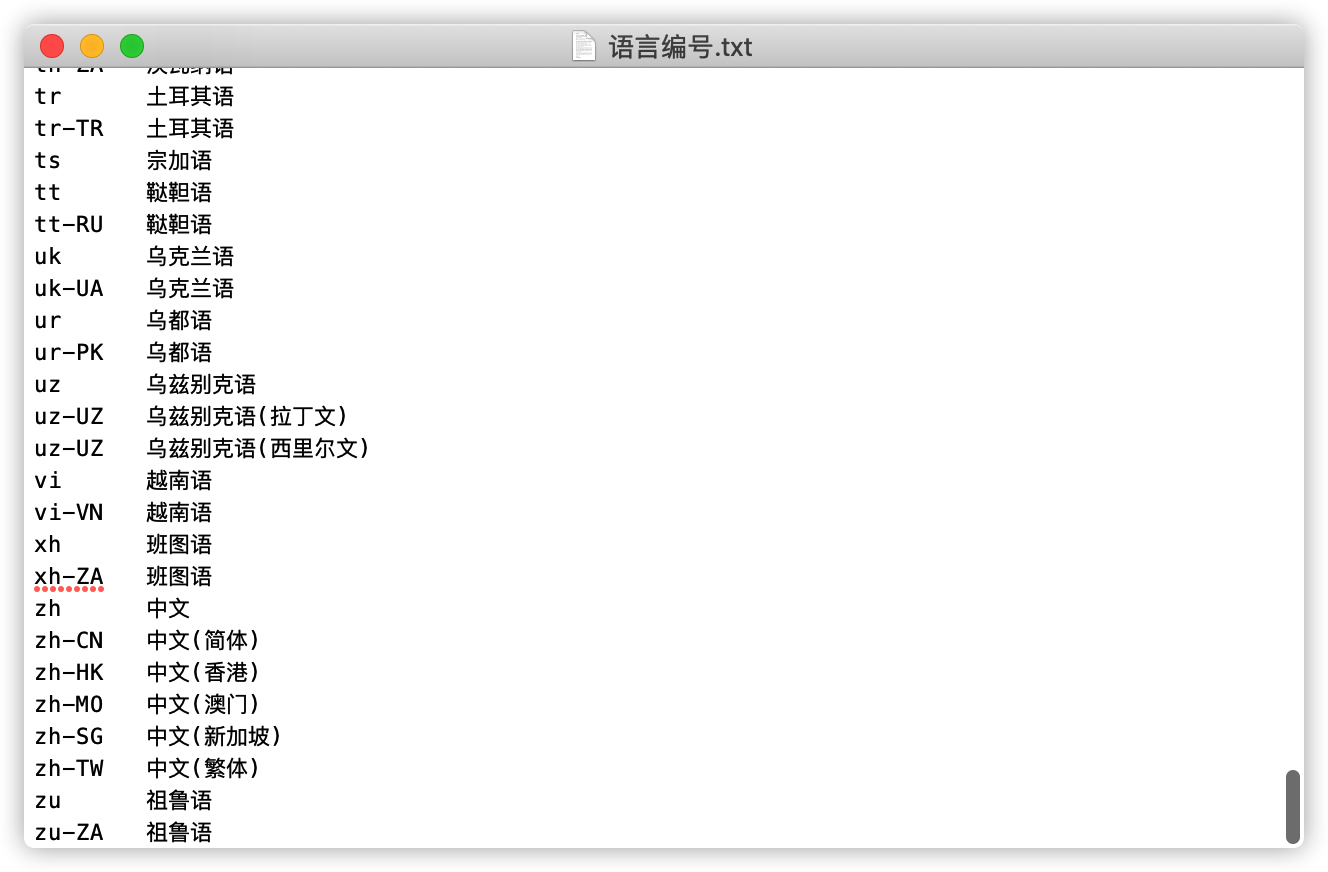 语言编号.txt
tr 土耳其语
tr-TR 土耳其语
ts 宗加语
tt 鞑靼语
tt-RU 鞑靼语
uk 乌克兰语
uk-UA 乌克兰语
ur 乌都语
ur-PK 乌都语
uz 乌兹别克语
uz-UZ 乌兹别克语(拉丁文)
uz-UZ 乌兹别克语(西里尔文)
vi 越南语
vi-VN 越南语
xh 班图语
xh-ZA 班图语
zh 中文
zh-CN 中文(简体)
zh-HK 中文(香港)
zh-MO 中文(澳门)
zh-SG 中文(新加坡)
zh-TW 中文(繁体)
zu 祖鲁语
zu-ZA 祖鲁语